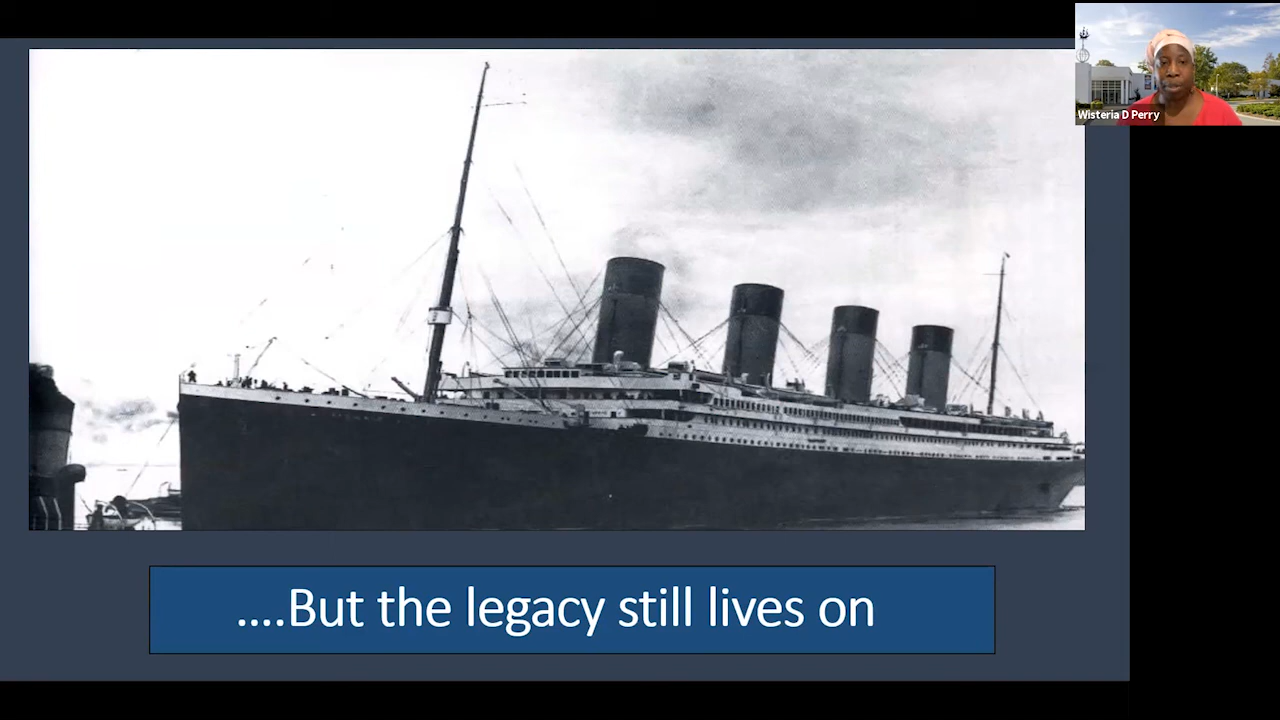 Wisteria D Perry
....But the legacy still lives on